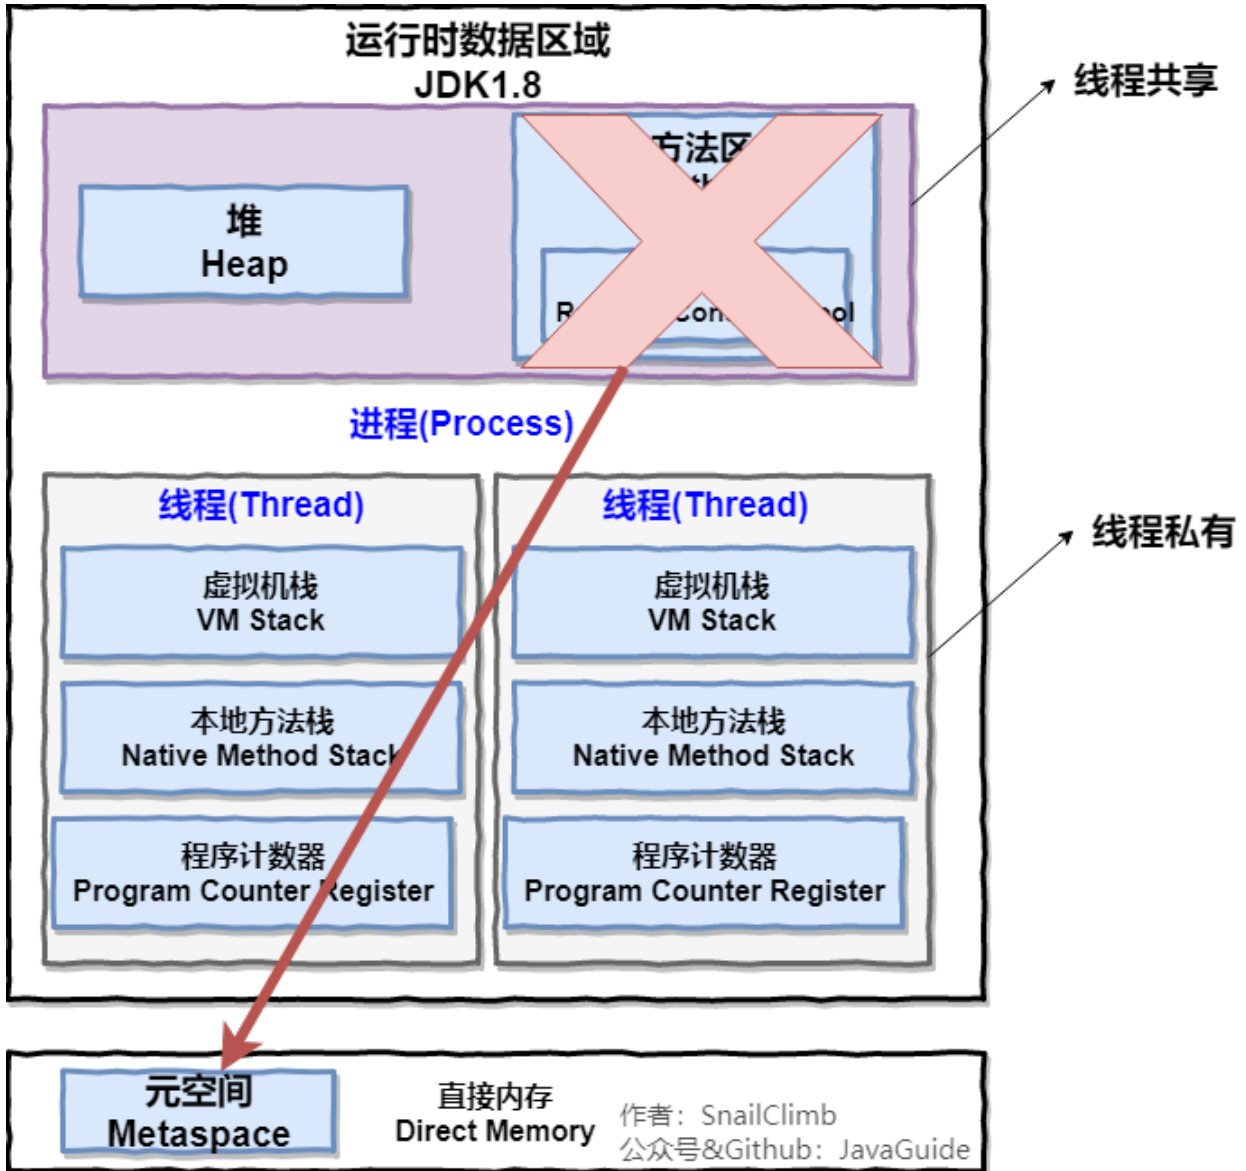 运行时数据区域
JDK1.8
线程共享
方法区
堆
Heap
进程(Process)
线程(Thread)
虚拟机栈
VM Stack
本地方法栈
Native Method Stack
程序计数器
Program Counter Register
线程(Thread)
虚拟机栈
VM Stack
本地方法栈
Native Method Stack
程序计数器
Program Counter Register
线程私有
元空间
Metaspace
直接内存
Direct Memory
作者：SnailClimb
公众号&Github：JavaGuide